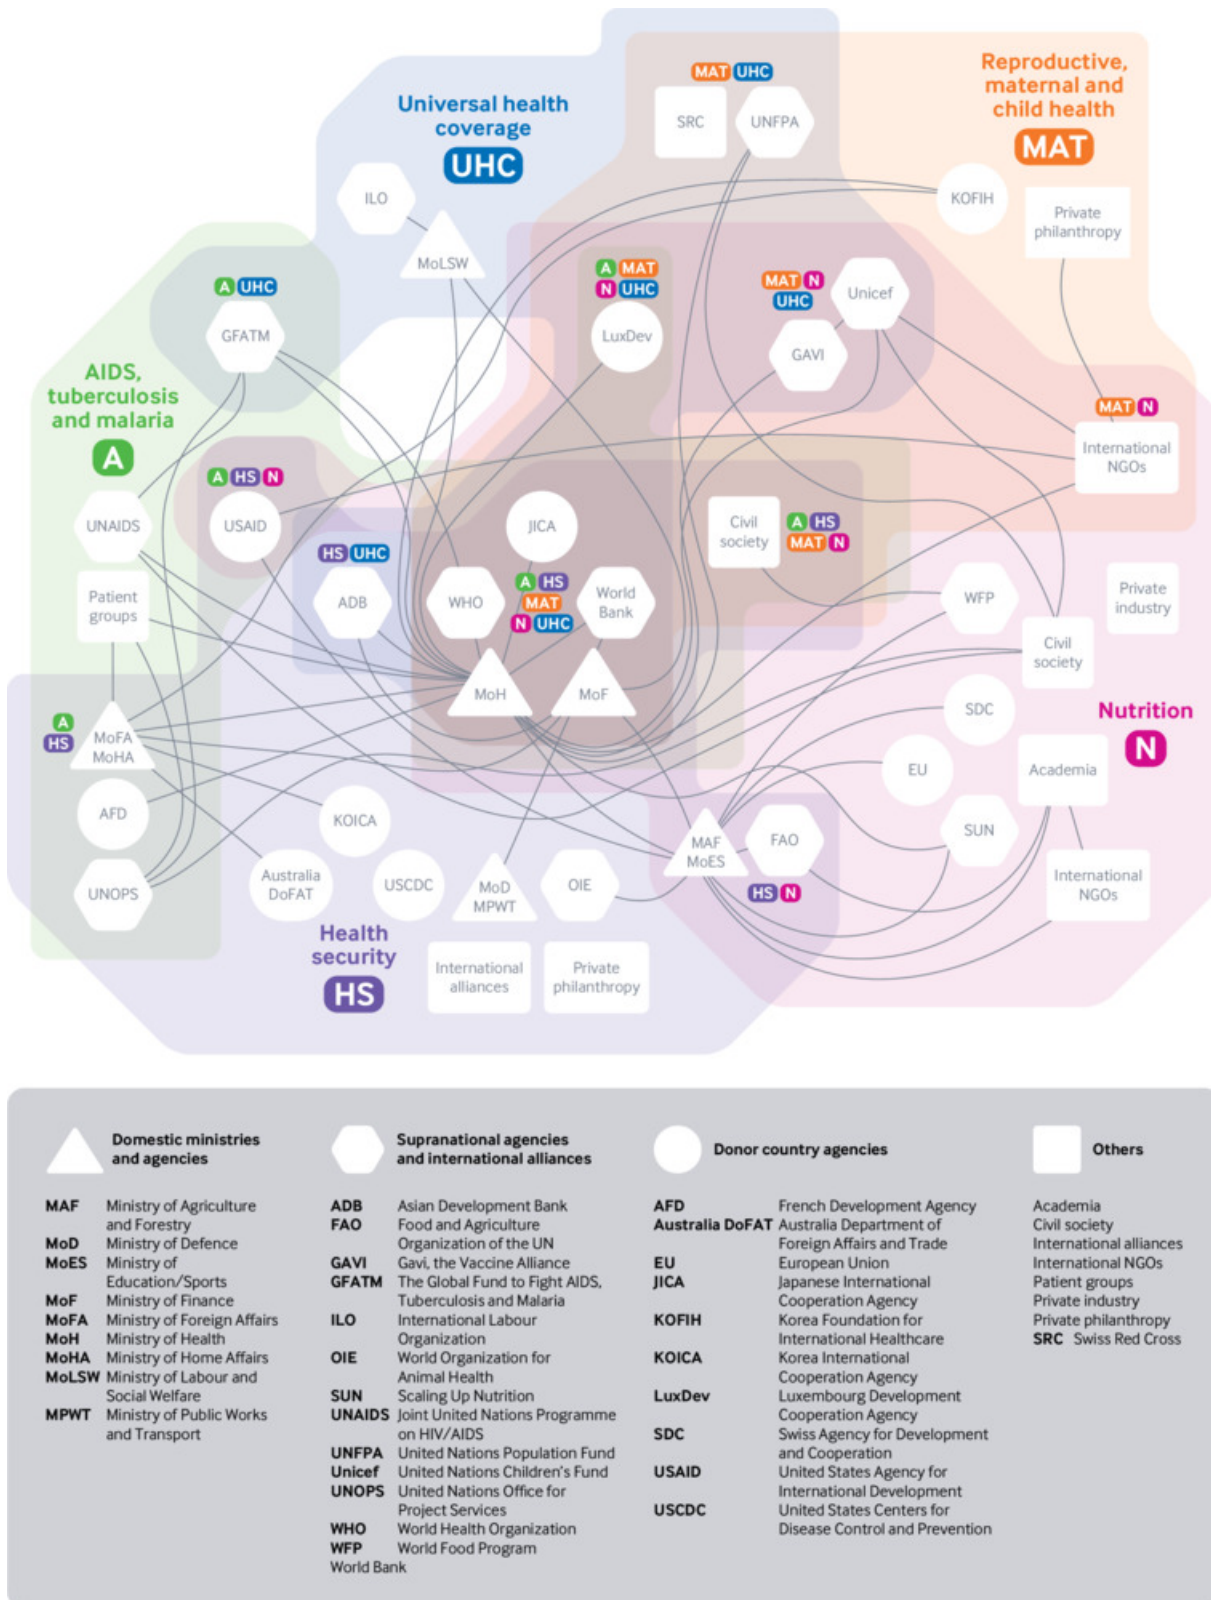 Universal health
coverage
UHC
Reproductive,
maternal and
child health
MAT
MAT UHC
SRC
UNFPA
ILO
MoLSW
KOFIH
Private
philanthropy
A UHC
GFATM
A MAT
N UHC
LuxDev
MAT N
UHC
Unicef
GAVI
AIDS,
tuberculosis
and malaria
A
MAT N
International
NGOs
A HS N
UNAIDS
USAID
JICA
Civil
society
A HS
MAT N
HS UHC
Patient
groups
ADB
WHO
A HS
MAT
N UHC
World
Bank
WFP
Private
industry
Civil
society
MoH
MoF
SDC
Nutrition
N
A
HS
MoFA
MoHA
EU
Academia
AFD
KOICA
MAF
MoES
FAO
SUN
UNOPS
Australia
DoFAT
USCDC
MoD
MPWT
OIE
HS N
International
NGOs
Health
security
HS
International
alliances
Private
philanthropy
Domestic ministries
and agencies
MAF Ministry of Agriculture
and Forestry
MoD Ministry of Defence
MoES Ministry of
Education/Sports
MoF Ministry of Finance
MoFA Ministry of Foreign Affairs
MoH Ministry of Health
MoHA Ministry of Home Affairs
MoLSW Ministry of Labour and
Social Welfare
MPWT Ministry of Public Works
and Transport
Supranational agencies
and international alliances
ADB Asian Development Bank
FAO Food and Agriculture
Organization of the UN
GAVI Gavi, the Vaccine Alliance
GFATM The Global Fund to Fight AIDS,
Tuberculosis and Malaria
ILO International Labour
Organization
OIE World Organization for
Animal Health
SUN Scaling Up Nutrition
UNAIDS Joint United Nations Programme
on HIV/AIDS
UNFPA United Nations Population Fund
Unicef United Nations Children's Fund
UNOPS United Nations Office for
Project Services
WHO World Health Organization
WFP World Food Program
World Bank
Donor country agencies
AFD French Development Agency
Australia DoFAT Australia Department of
Foreign Affairs and Trade
EU European Union
JICA Japanese International
Cooperation Agency
KOFIH Korea Foundation for
International Healthcare
KOICA Korea International
Cooperation Agency
LuxDev Luxembourg Development
Cooperation Agency
SDC Swiss Agency for Development
and Cooperation
USAID United States Agency for
International Development
USCDC United States Centers for
Disease Control and Prevention
Others
Academia
Civil society
International alliances
International NGOs
Patient groups
Private industry
Private philanthropy
SRC Swiss Red Cross